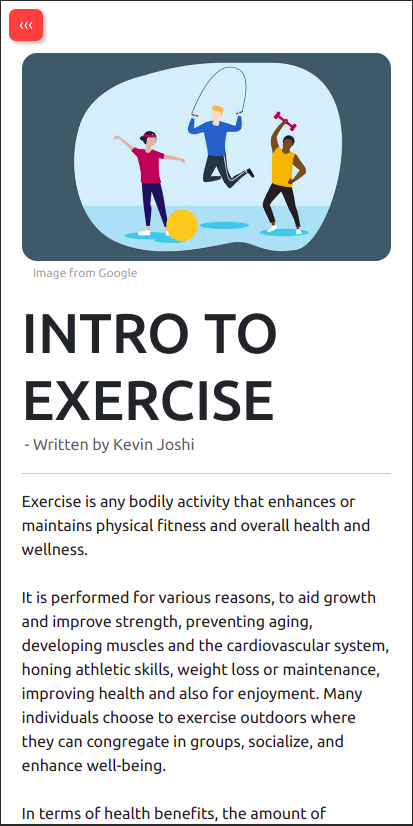 ‹‹‹
Image from Google
INTRO TO
EXERCISE
- Written by Kevin Joshi
Exercise is any bodily activity that enhances or
maintains physical fitness and overall health and
wellness.
It is performed for various reasons, to aid growth
and improve strength, preventing aging,
developing muscles and the cardiovascular system,
honing athletic skills, weight loss or maintenance,
improving health and also for enjoyment. Many
individuals choose to exercise outdoors where
they can congregate in groups, socialize, and
enhance well-being.
In terms of health benefits, the amount of